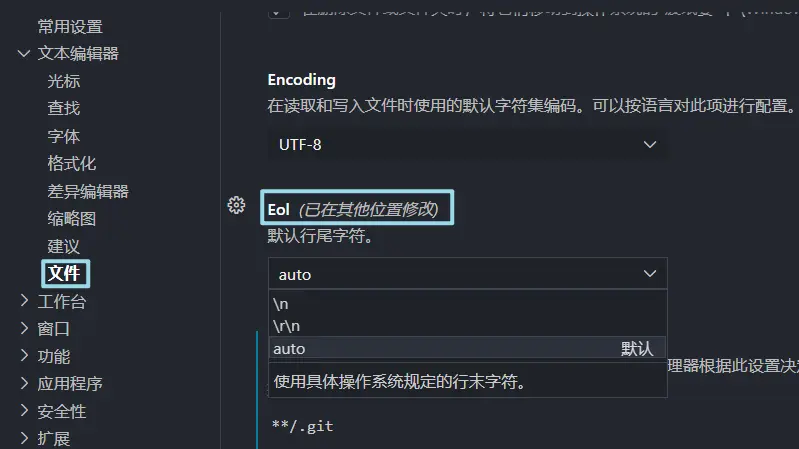 常用设置
文本编辑器
光标
查找
字体
格式化
差异编辑器
缩略图
建议
文件
工作台
窗口
功能
应用程序
安全性
扩展
Encoding
在读取和写入文件时使用的默认字符集编码。可以按语言对此项进行配置。
UTF-8
Eol (已在其他位置修改)
默认行尾字符。
auto
\n
\r\n
auto 默认
使用具体操作系统规定的行末字符。
理器根据此设置决定
**/.git